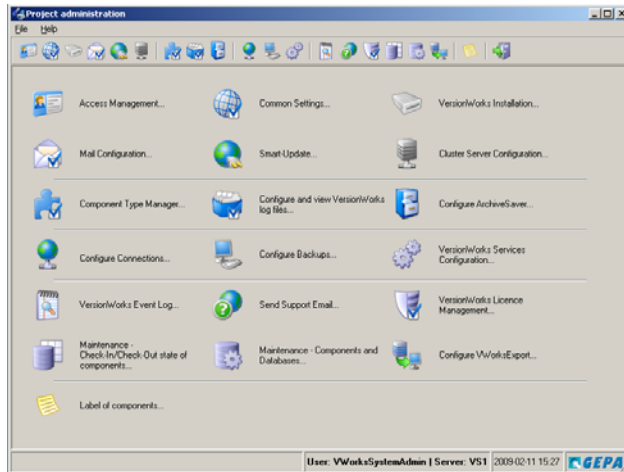 Project administration
File Help
Access Management...
Common Settings...
VersionWorks Installation...
Mail Configuration...
Smart-Update...
Cluster Server Configuration...
Component Type Manager...
Configure and view VersionWorks
log files...
Configure ArchiveSaver...
Configure Connections...
Configure Backups...
VersionWorks Services
Configuration...
VersionWorks Event Log...
Send Support Email...
VersionWorks Licence
Management...
Maintenance -
Check-In/Check-Out state of
components...
Maintenance - Components and
Databases...
Configure VWorksExport...
Label of components...
User: VWorksSystemAdmin | Server: VS1 2009-02-11 15:27 GEPA